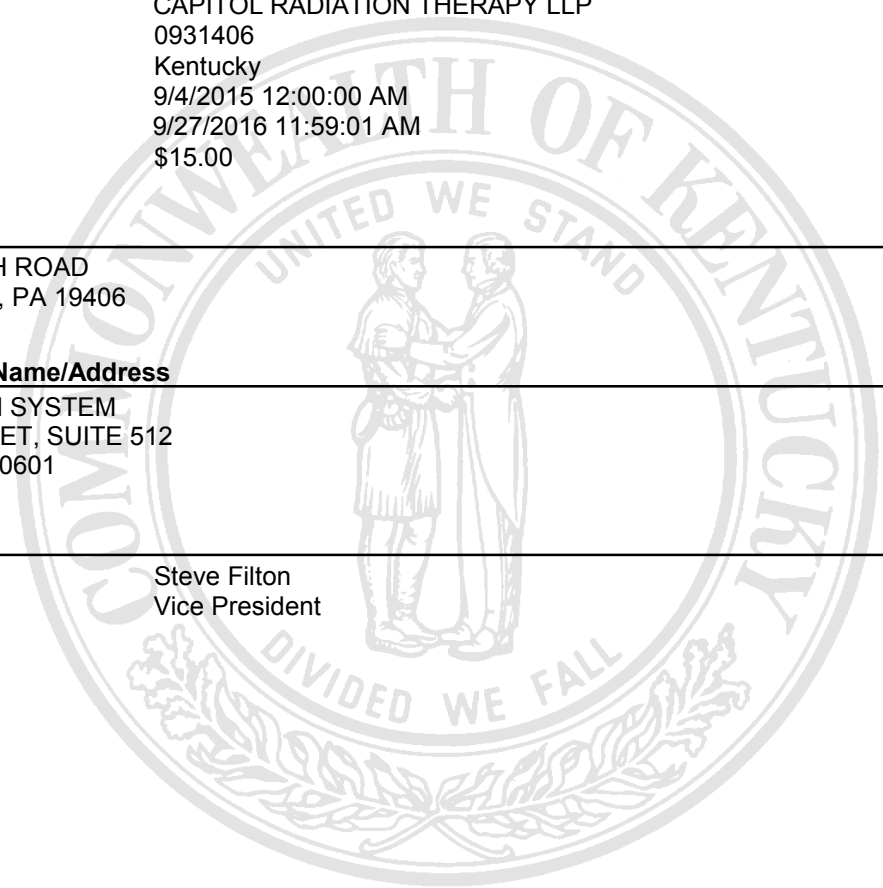 CAPITOL RADIATION THERAPY LLP
0931406
Kentucky
9/4/2015 12:00:00 AM
9/27/2016 11:59:01 AM
$15.00
H ROAD
, PA 19406
Name/Address
SYSTEM
ET, SUITE 512
0601
Steve Filton
Vice President
COMMONWEALTH OF KENTUCKY
UNITED WE STAND
DIVIDED WE FALL